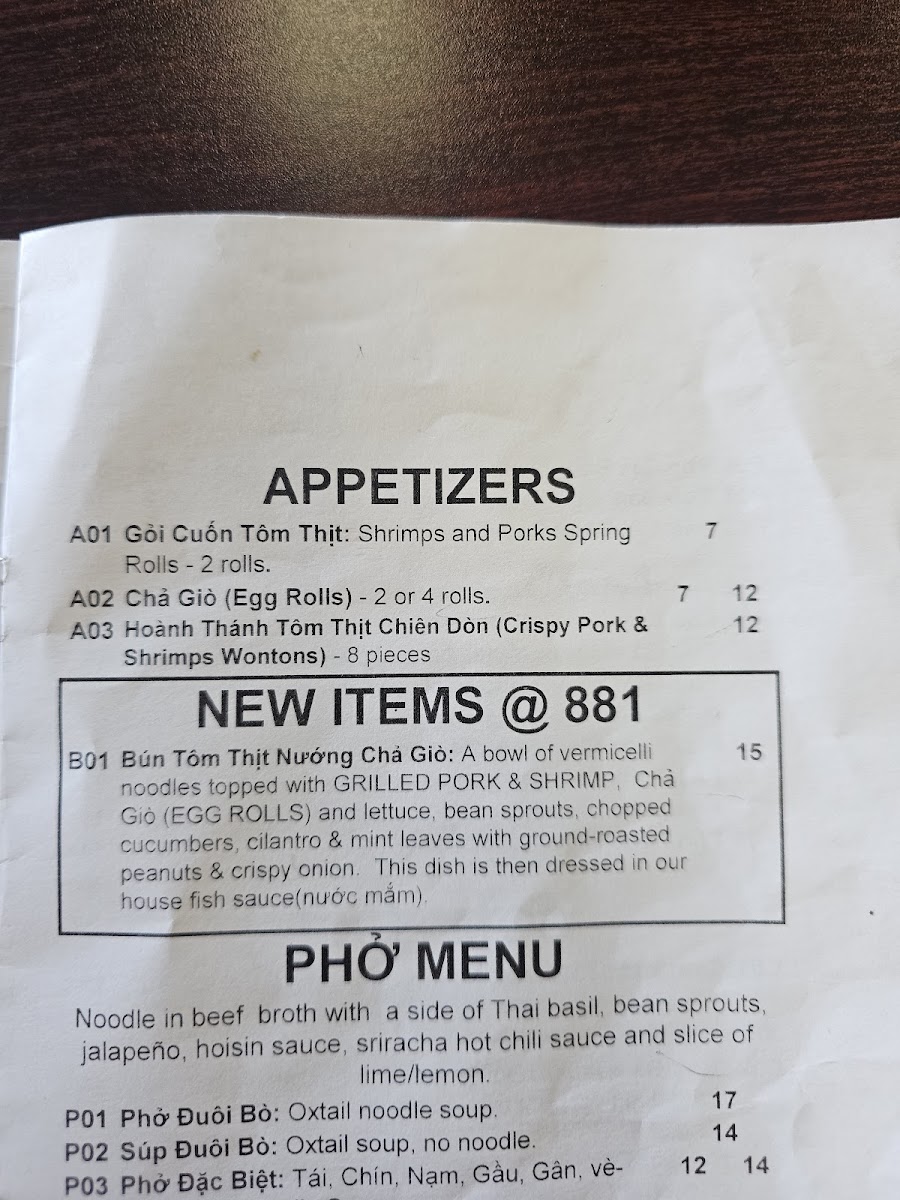 APPETIZERS
A01 Gỏi Cuốn Tôm Thịt: Shrimps and Porks Spring 7
Rolls - 2 rolls.
A02 Chả Giò (Egg Rolls) - 2 or 4 rolls. 7 12
A03 Hoành Thánh Tôm Thịt Chiên Dòn (Crispy Pork & 12
Shrimps Wontons) - 8 pieces
NEW ITEMS @ 881
B01 Bún Tôm Thịt Nướng Chả Giò: A bowl of vermicelli 15
noodles topped with GRILLED PORK & SHRIMP, Chả
Giò (EGG ROLLS) and lettuce, bean sprouts, chopped
cucumbers, cilantro & mint leaves with ground-roasted
peanuts & crispy onion. This dish is then dressed in our
house fish sauce(nước mắm).
PHỞ MENU
Noodle in beef broth with a side of Thai basil, bean sprouts,
jalapeño, hoisin sauce, sriracha hot chili sauce and slice of
lime/lemon.
P01 Phở Đuôi Bò: Oxtail noodle soup. 17
P02 Súp Đuôi Bò: Oxtail soup, no noodle. 14
P03 Phở Đặc Biệt: Tái, Chín, Nạm, Gầu, Gân, vè- 12 14